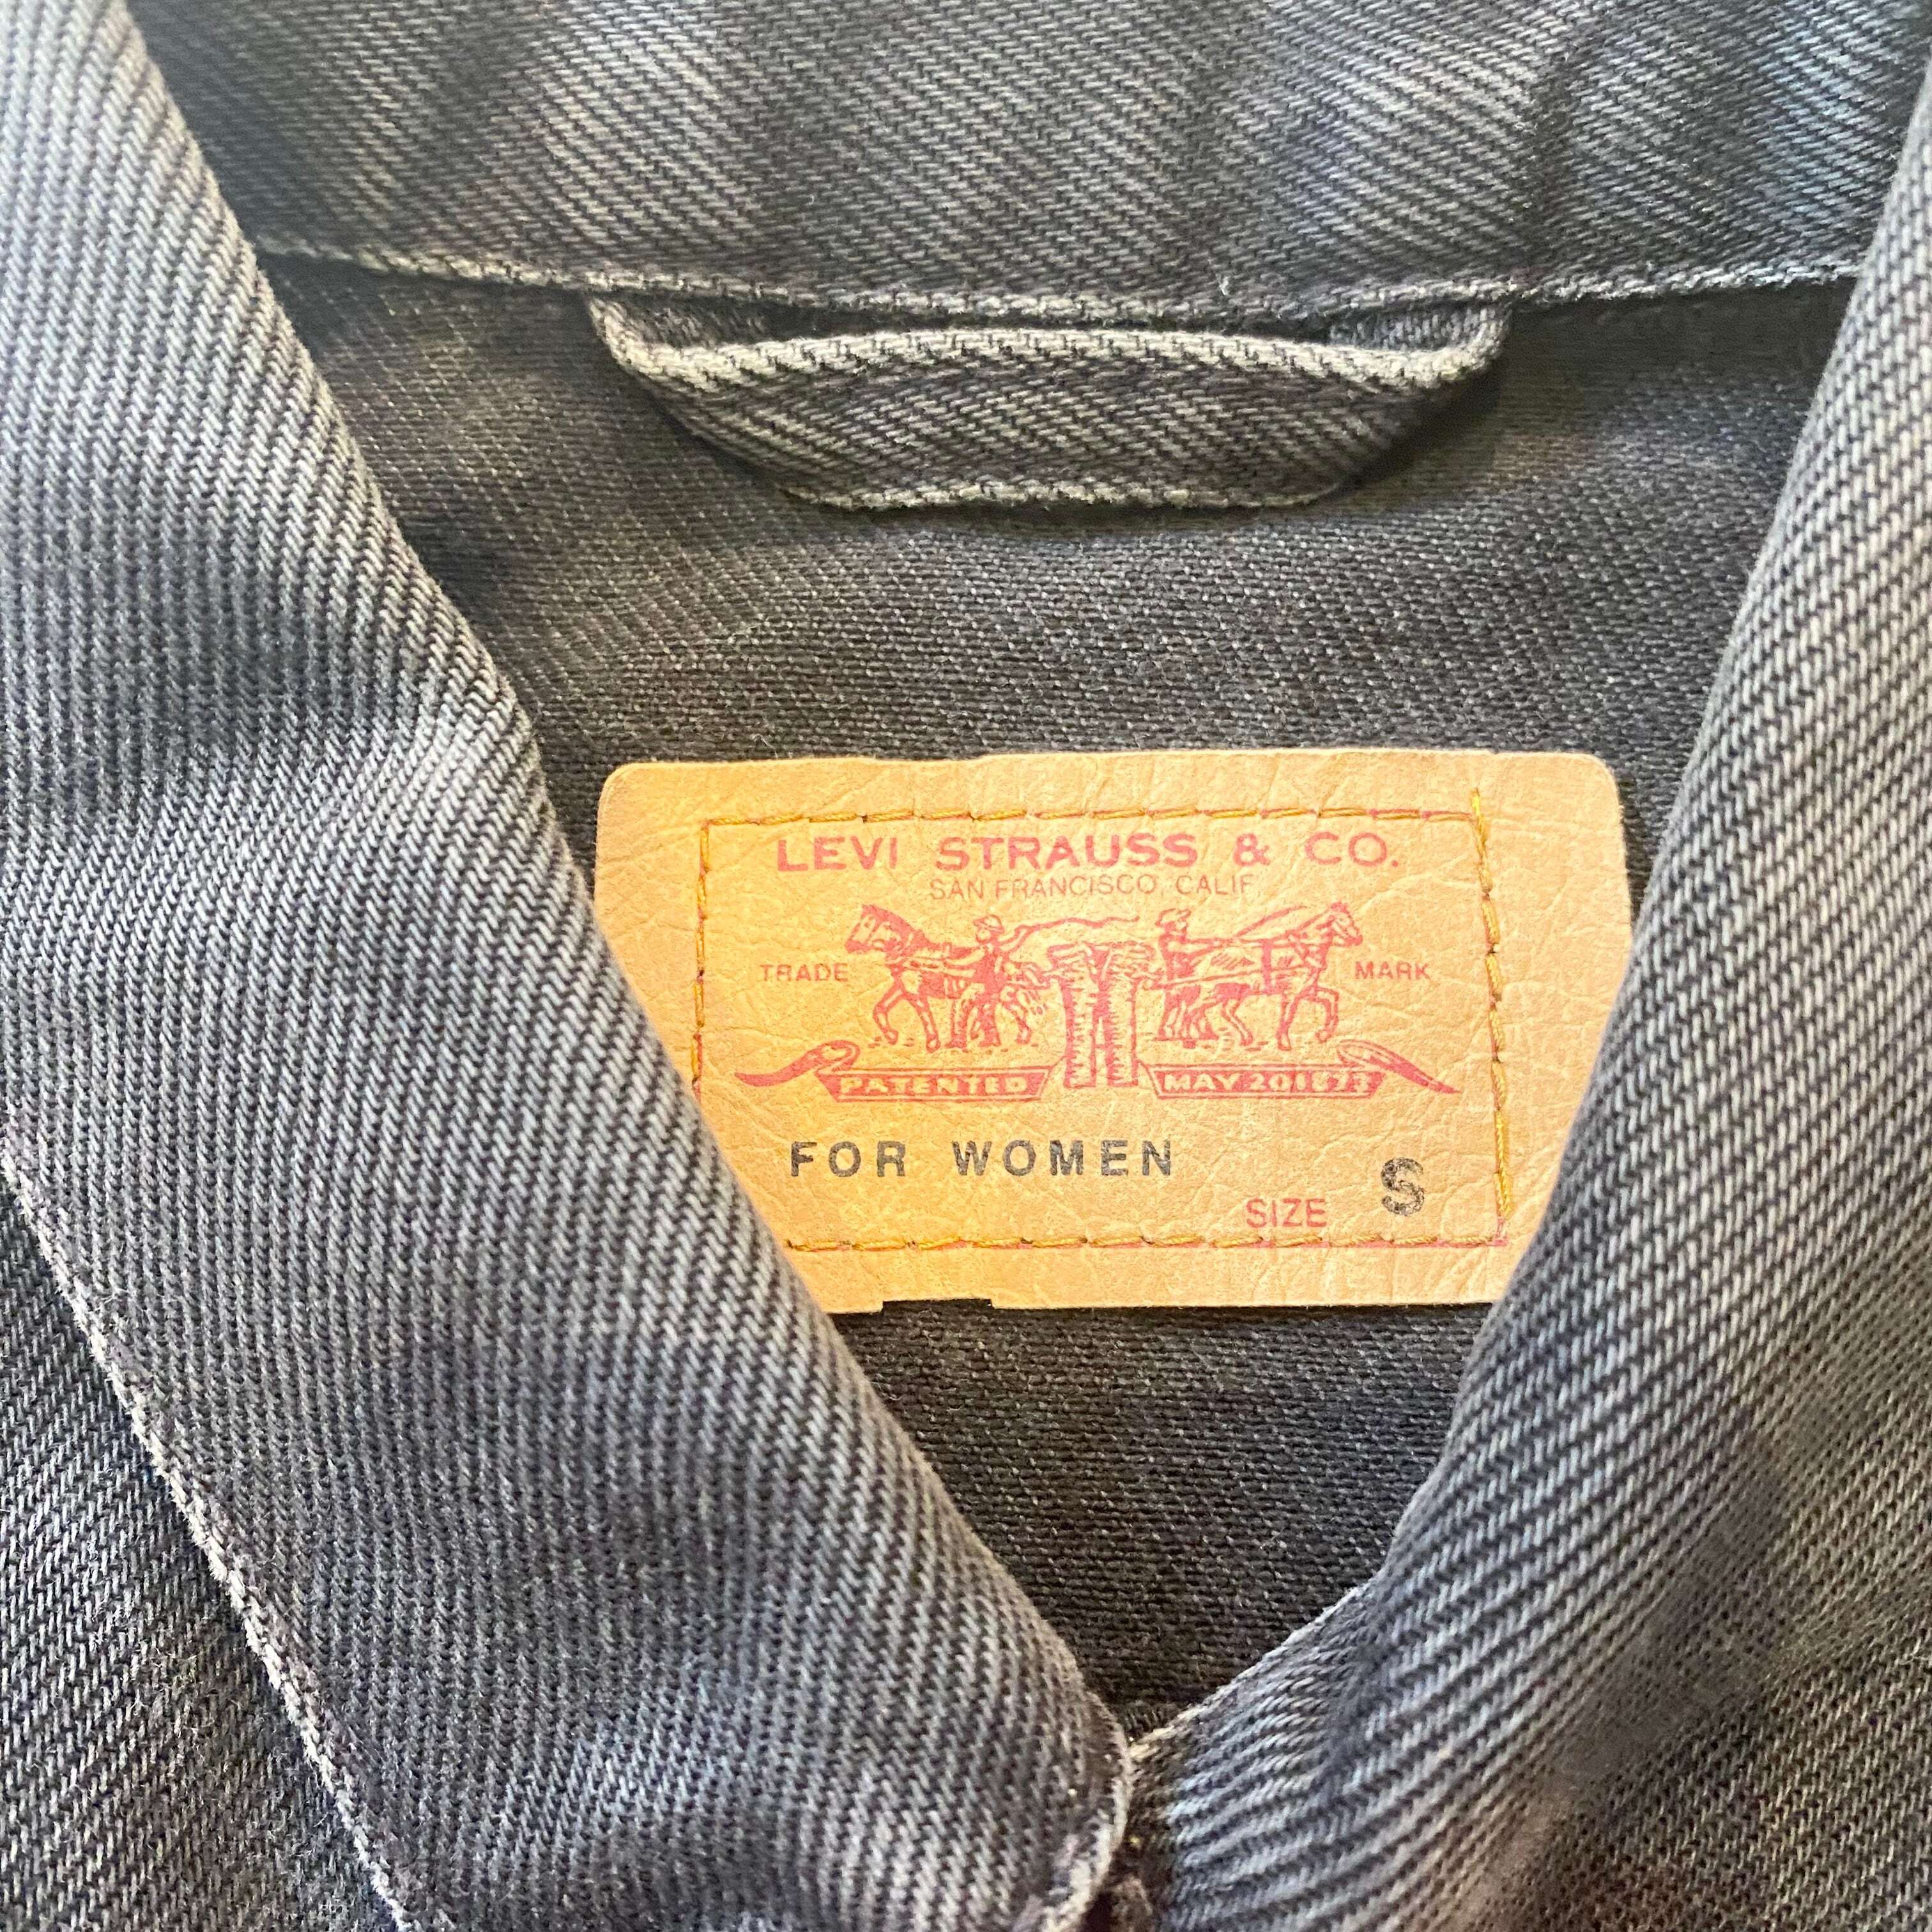 LEVI STRAUSS & CO.
SAN FRANCISCO, CALIF.
TRADE MARK
PATENTED MAY 20 1873
FOR WOMEN
SIZE S